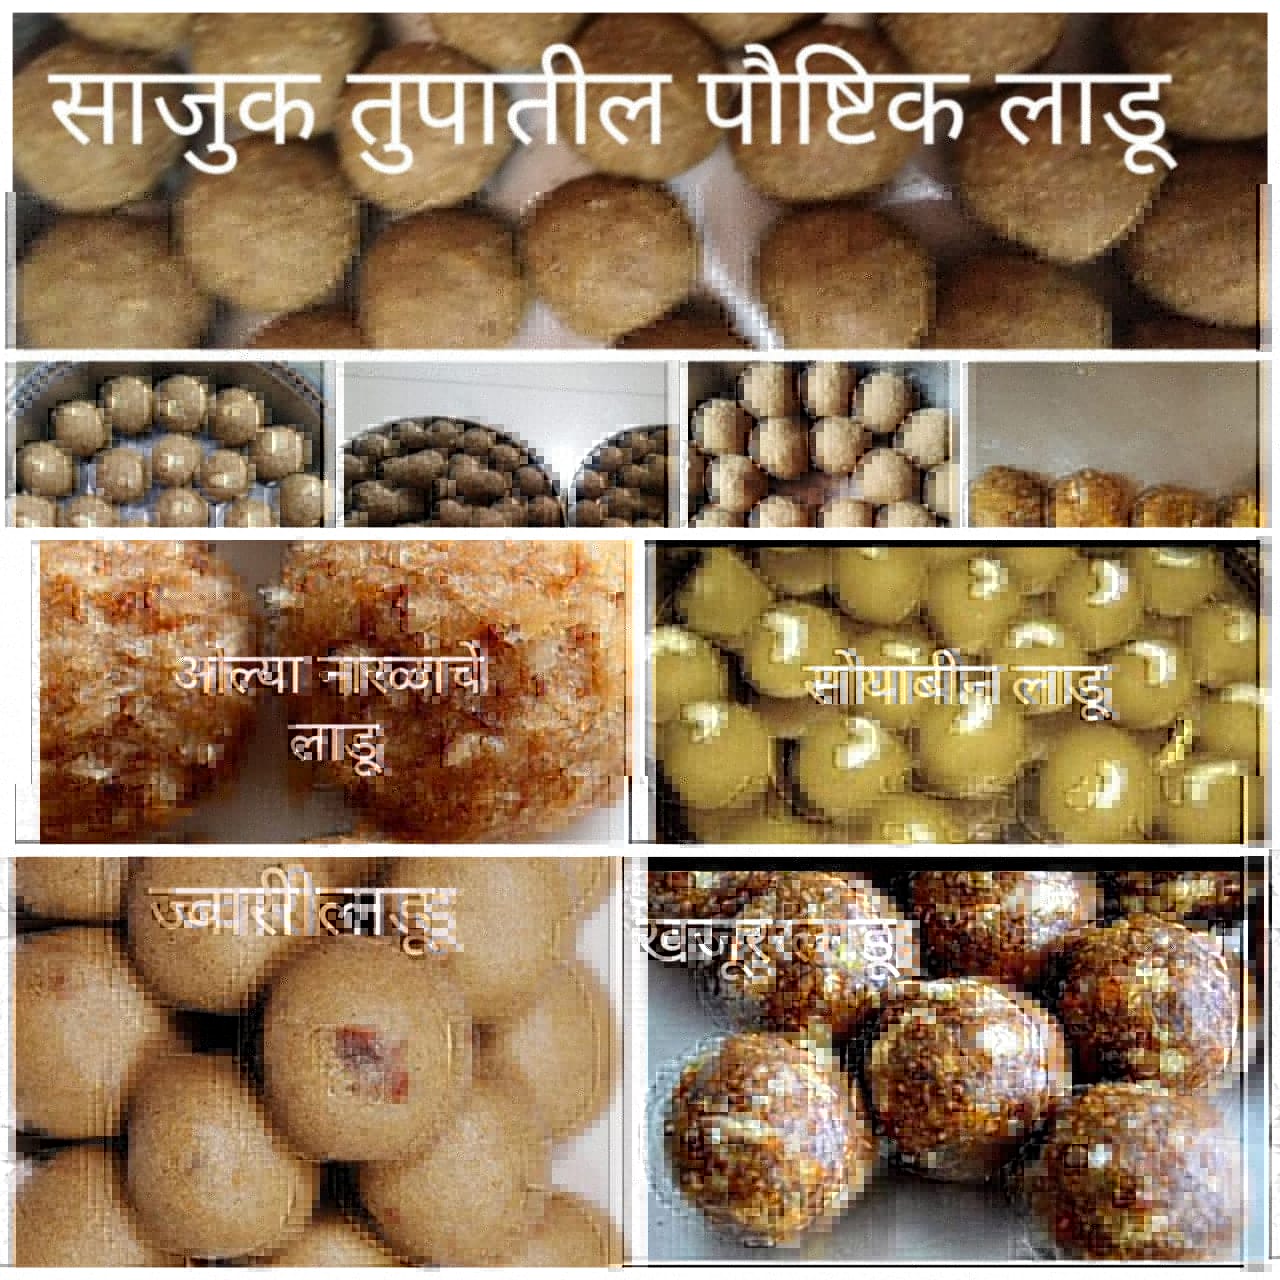 साजुक तुपातील पौष्टिक लाडू
ओल्या नारळाचे
लाडू
सोयाबीन लाडू
ज्वारी लाडू
खजूर लाडू